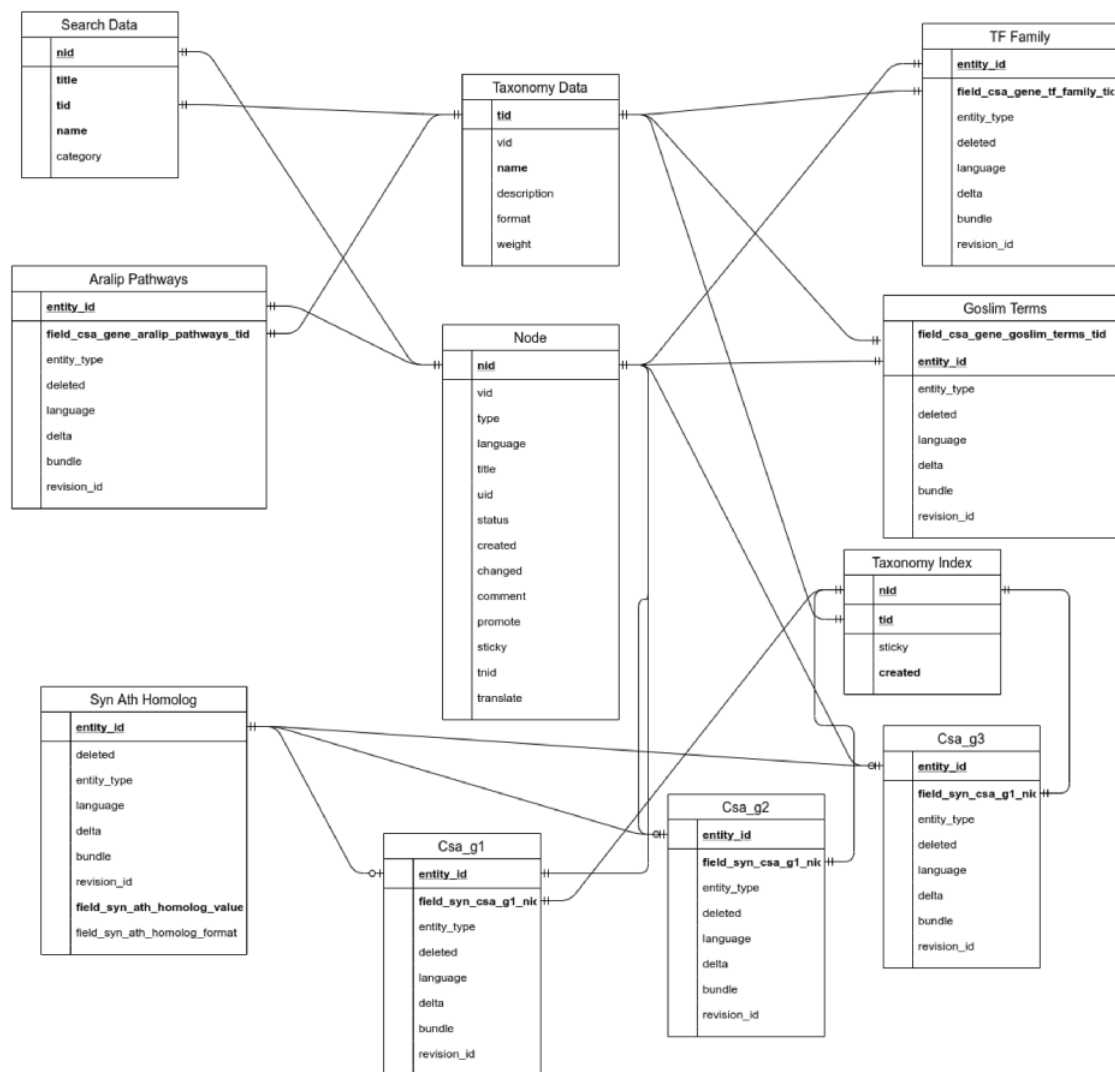 Search Data
nid
title
tid
name
category
Taxonomy Data
tid
vid
name
description
format
weight
TF Family
entity_id
field_csa_gene_tf_family_tid
entity_type
deleted
language
delta
bundle
revision_id
Aralip Pathways
entity_id
field_csa_gene_aralip_pathways_tid
entity_type
deleted
language
delta
bundle
revision_id
Node
nid
vid
type
language
title
uid
status
created
changed
comment
promote
sticky
tnid
translate
Goslim Terms
field_csa_gene_goslim_terms_tid
entity_id
entity_type
deleted
language
delta
bundle
revision_id
Taxonomy Index
nid
tid
sticky
created
Syn Ath Homolog
entity_id
deleted
entity_type
language
delta
bundle
revision_id
field_syn_ath_homolog_value
field_syn_ath_homolog_format
Csa_g1
entity_id
field_syn_csa_g1_nid
entity_type
deleted
language
delta
bundle
revision_id
Csa_g2
entity_id
field_syn_csa_g1_nid
entity_type
deleted
language
delta
bundle
revision_id
Csa_g3
entity_id
field_syn_csa_g1_nid
entity_type
deleted
language
delta
bundle
revision_id